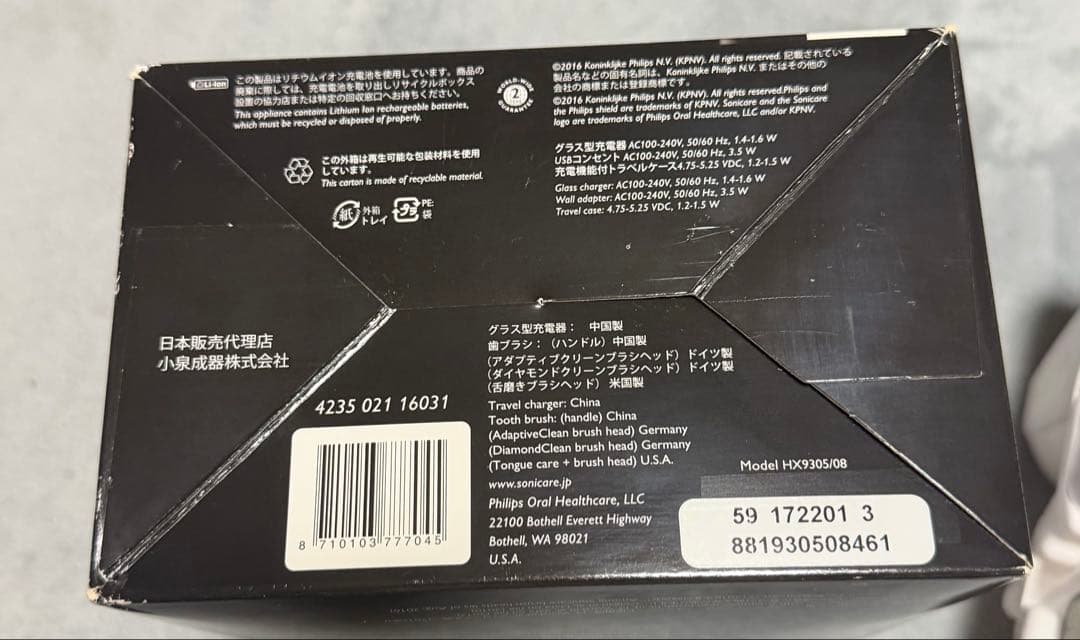 Li-Ion
この製品はリチウムイオン充電池を使用しています。商品の
廃棄に際しては、充電電池を取り出しリサイクルボックス
設置の協力店または特定の回収窓口へお持ちください。
This appliance contains Lithium Ion rechargeable batteries,
which must be recycled or disposed of properly.
WORLD-WIDE
2
GUARANTEE
この外箱は再生可能な包装材料を使用
しています。
This carton is made of recyclable material.
紙
外箱
トレイ
プラ
PE:
袋
©2016 Koninklijke Philips N.V. (KPNV). All rights reserved. 記載されている
製品名などの固有名詞は、Koninklijke Philips N.V. またはその他の
会社の商標または登録商標です。
©2016 Koninklijke Philips N.V. (KPNV). All rights reserved.Philips and
the Philips shield are trademarks of KPNV. Sonicare and the Sonicare
logo are trademarks of Philips Oral Healthcare, LLC and/or KPNV.
グラス型充電器 AC100-240V, 50/60 Hz, 1.4-1.6 W
USBコンセント AC100-240V, 50/60 Hz, 3.5 W
充電機能付トラベルケース4.75-5.25 VDC, 1.2-1.5 W
Glass charger: AC100-240V, 50/60 Hz, 1.4-1.6 W
Wall adapter: AC100-240V, 50/60 Hz, 3.5 W
Travel case: 4.75-5.25 VDC, 1.2-1.5 W
日本販売代理店
小泉成器株式会社
4235 021 16031
8 710103 777045
グラス型充電器： 中国製
歯ブラシ：（ハンドル）中国製
（アダプティブクリーンブラシヘッド）ドイツ製
（ダイヤモンドクリーンブラシヘッド）ドイツ製
（舌磨きブラシヘッド） 米国製
Travel charger: China
Tooth brush: (handle) China
(AdaptiveClean brush head) Germany
(DiamondClean brush head) Germany
(Tongue care + brush head) U.S.A.
www.sonicare.jp
Philips Oral Healthcare, LLC
22100 Bothell Everett Highway
Bothell, WA 98021
U.S.A.
Model HX9305/08
59 172201 3
881930508461